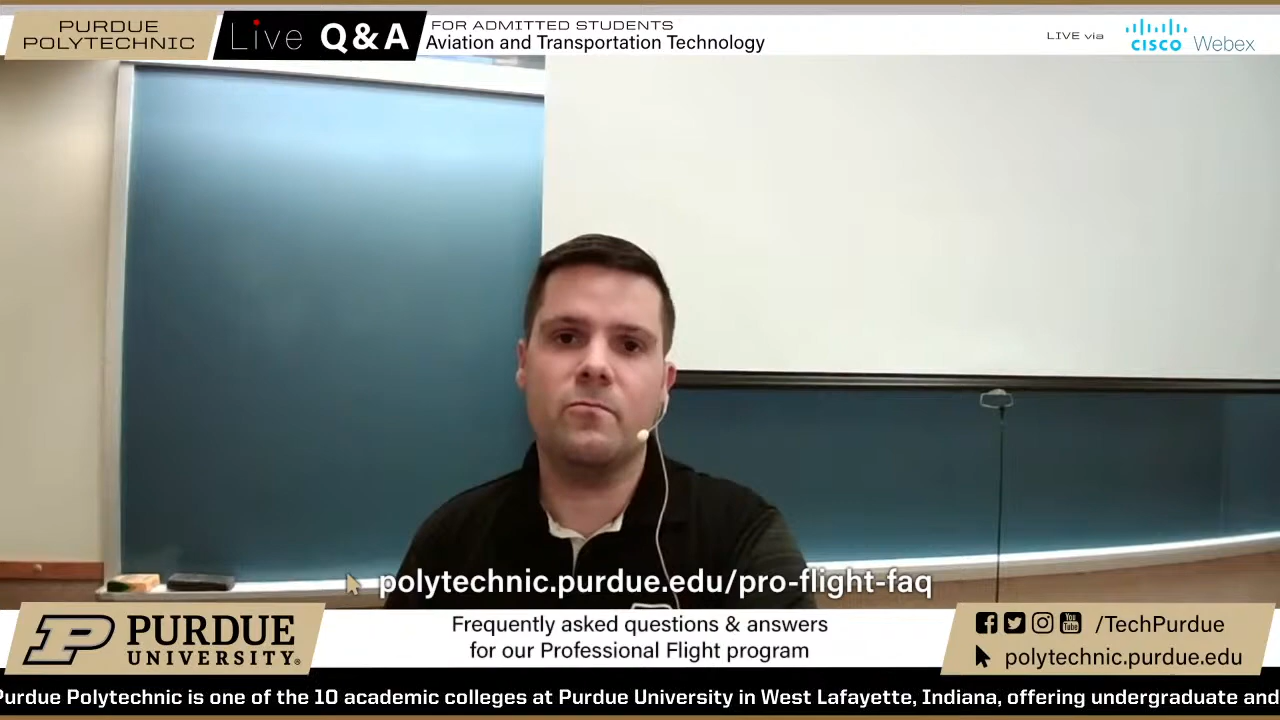 PURDUE
POLYTECHNIC
Live Q&A
FOR ADMITTED STUDENTS
Aviation and Transportation Technology
LIVE via
CISCO Webex
polytechnic.purdue.edu/pro-flight-faq
PURDUE
UNIVERSITY®
Frequently asked questions & answers
for our Professional Flight program
You
Tube
/TechPurdue
polytechnic.purdue.edu
Purdue Polytechnic is one of the 10 academic colleges at Purdue University in West Lafayette, Indiana, offering undergraduate and